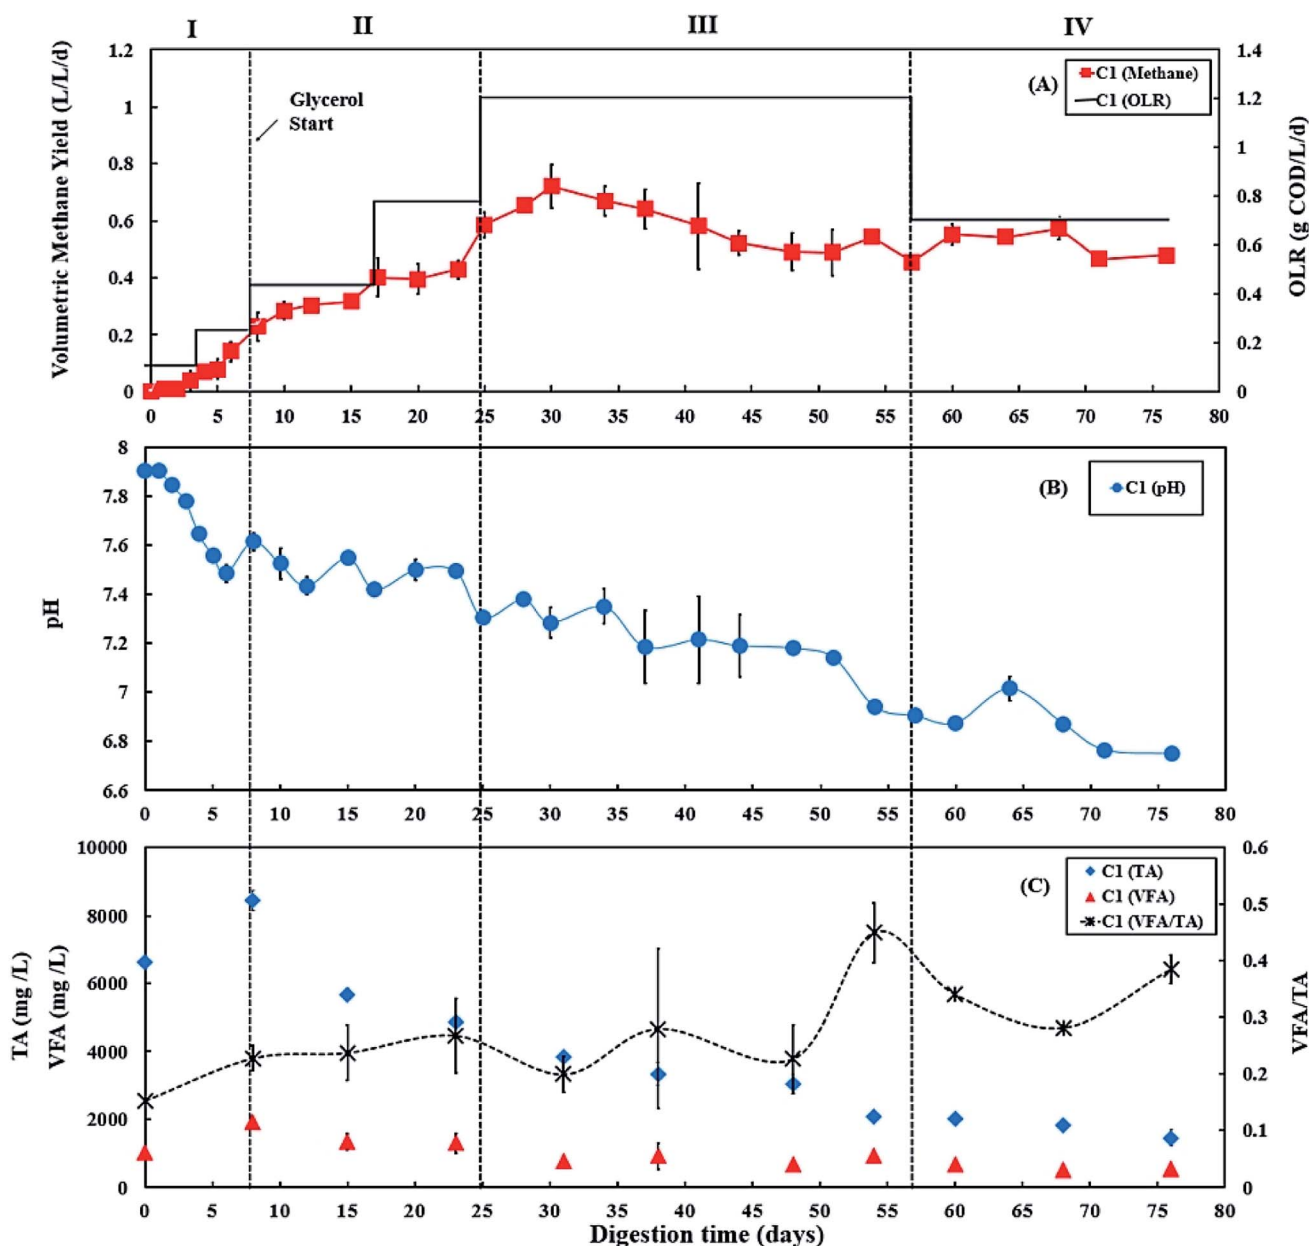 I II III IV
Volumetric Methane Yield (L/L/d)
1.2
1
0.8
0.6
0.4
0.2
0
Glycerol
Start
(A)
C1 (Methane)
C1 (OLR)
1.4
1.2
1
0.8
0.6
0.4
0.2
0
OLR (g COD/L/d)
0 5 10 15 20 25 30 35 40 45 50 55 60 65 70 75 80
pH
8
7.8
7.6
7.4
7.2
7
6.8
6.6
(B)
C1 (pH)
0 5 10 15 20 25 30 35 40 45 50 55 60 65 70 75 80
TA (mg /L)
VFA (mg /L)
10000
8000
6000
4000
2000
0
(C)
C1 (TA)
C1 (VFA)
C1 (VFA/TA)
0.6
0.5
0.4
0.3
0.2
0.1
0
VFA/TA
0 5 10 15 20 25 30 35 40 45 50 55 60 65 70 75 80
Digestion time (days)